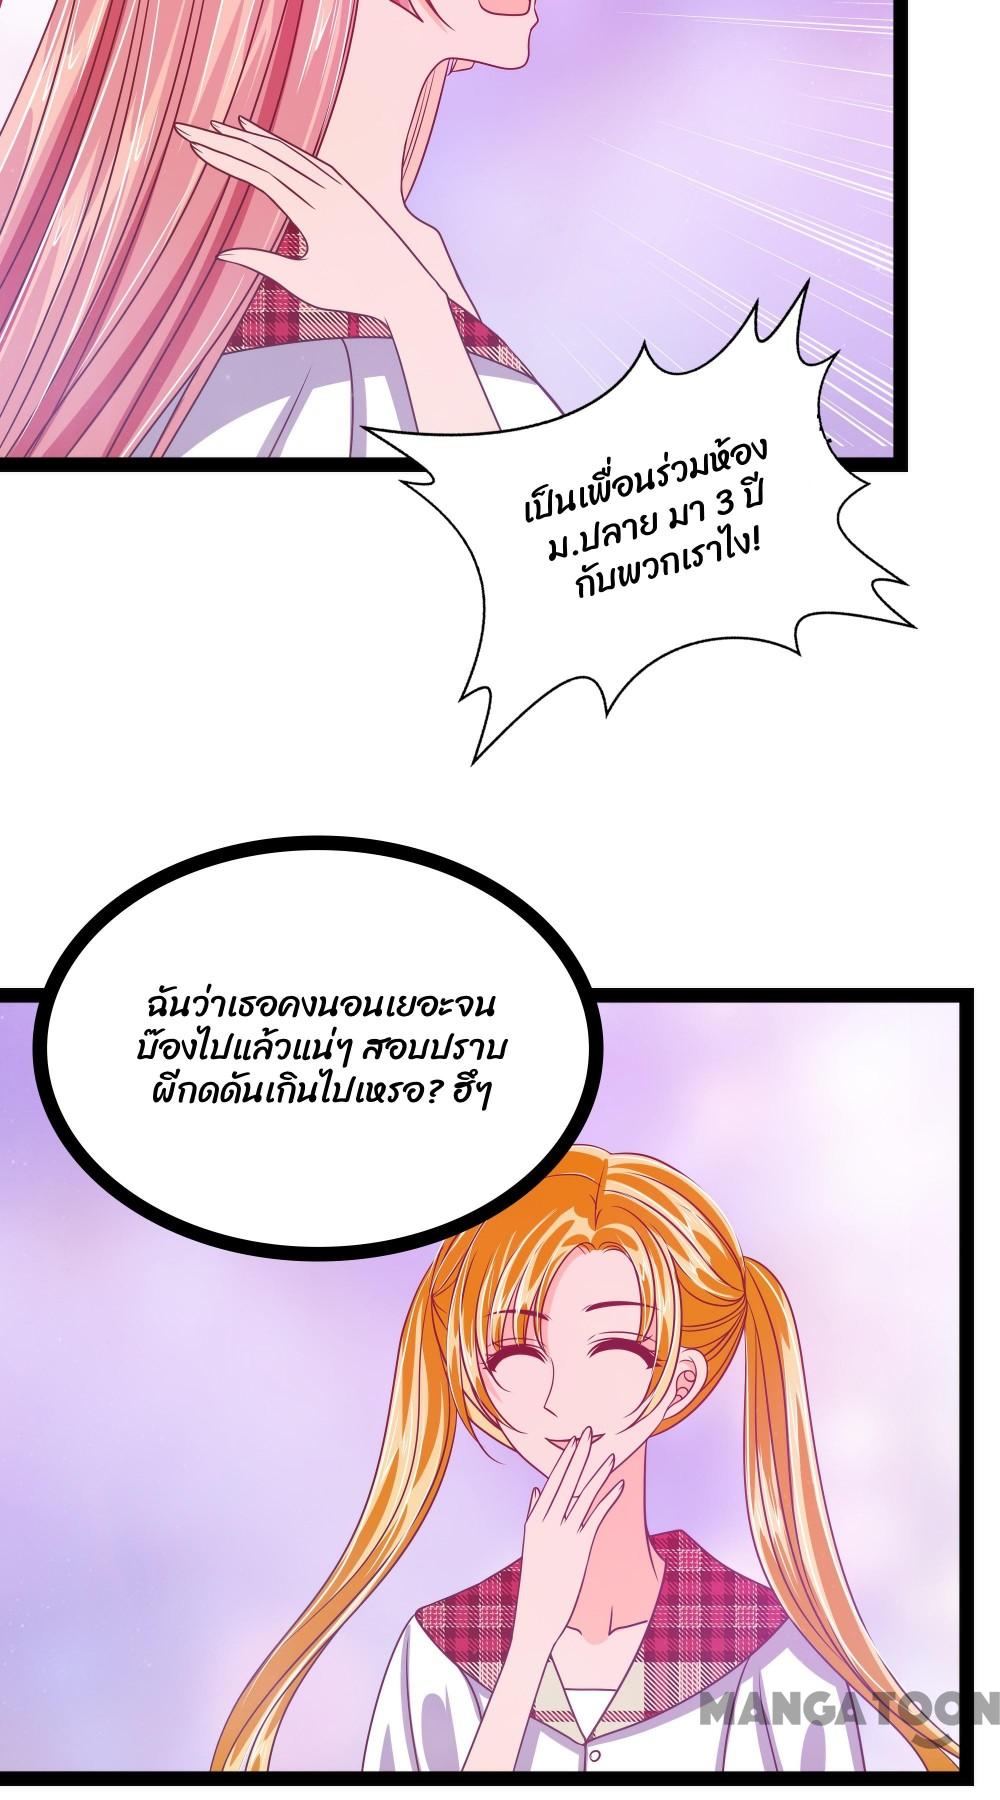 เป็นเพื่อนร่วมห้อง
ม.ปลาย มา 3 ปี
กับพวกเราไง!
ฉันว่าเธอคงนอนเยอะจน
บ๊องไปแล้วแน่ๆ สอบปราบ
ผีกดดันเกินไปเหรอ? ฮึๆ
MANGATOON